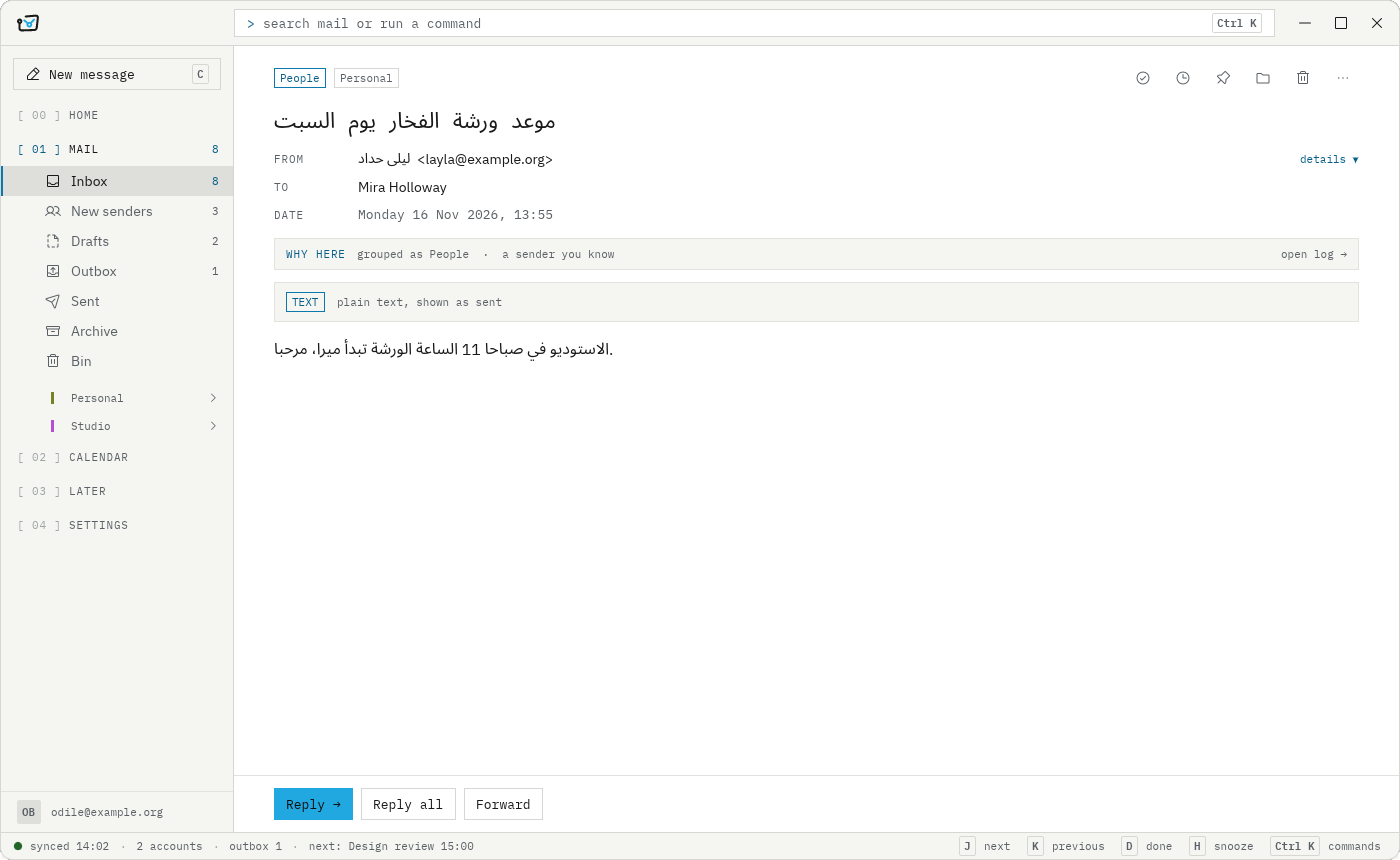 > search mail or run a command Ctrl K
New message C
[ 00 ] HOME
[ 01 ] MAIL 8
Inbox 8
New senders 3
Drafts 2
Outbox 1
Sent
Archive
Bin
Personal
Studio
[ 02 ] CALENDAR
[ 03 ] LATER
[ 04 ] SETTINGS
OB odile@example.org
People Personal
موعد ورشة الفخار يوم السبت
FROM ليلى حداد <layla@example.org> details ▾
TO Mira Holloway
DATE Monday 16 Nov 2026, 13:55
WHY HERE grouped as People · a sender you know open log →
TEXT plain text, shown as sent
مرحبا ميرا، تبدأ الورشة الساعة 11 صباحا في الاستوديو.
Reply → Reply all Forward
synced 14:02 · 2 accounts · outbox 1 · next: Design review 15:00 J next K previous D done H snooze Ctrl K commands